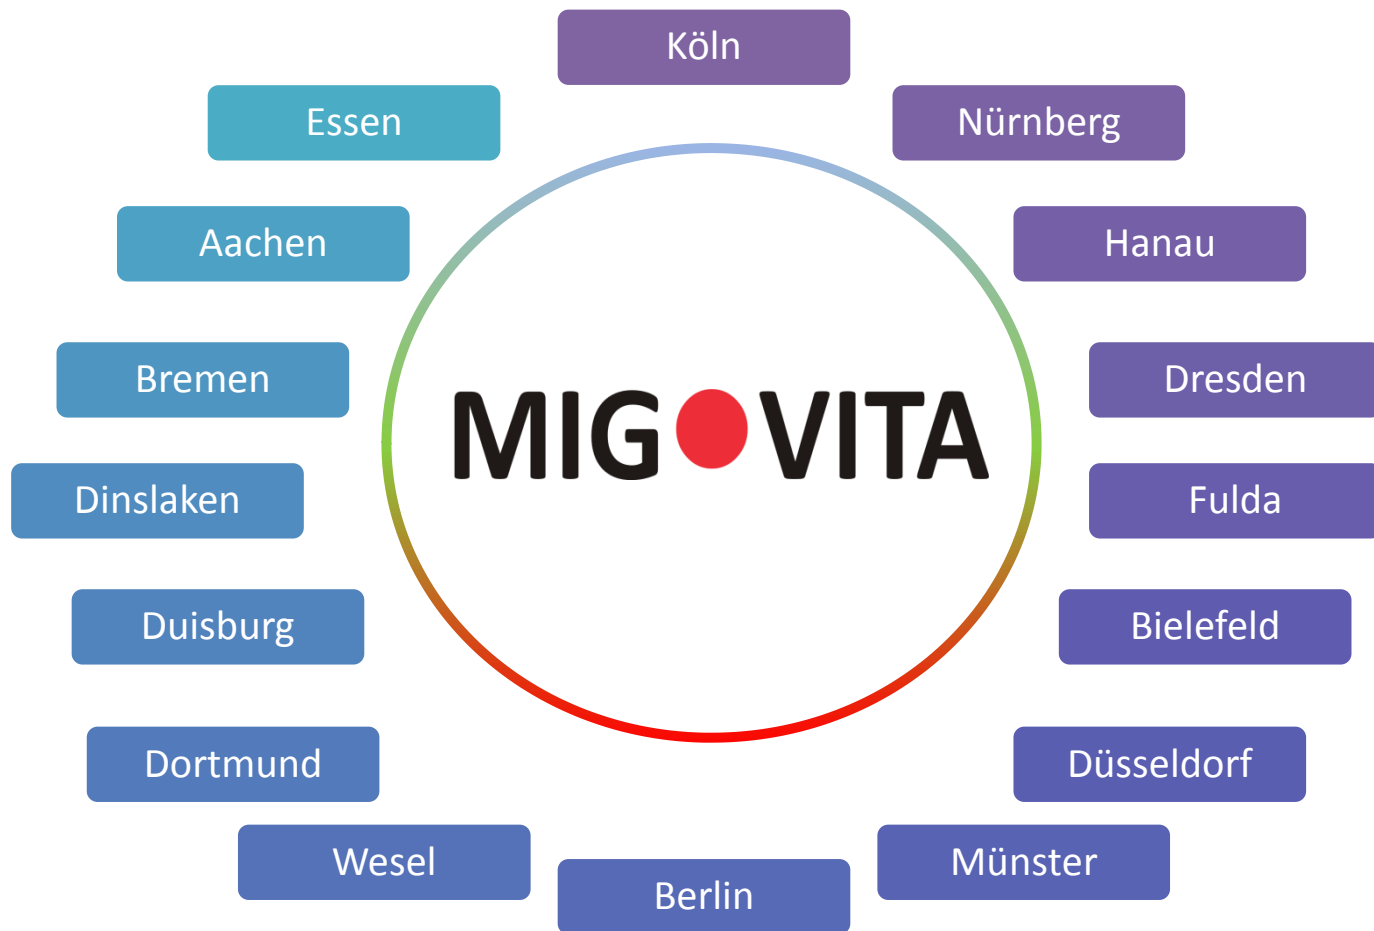 Köln
Essen
Nürnberg
Aachen
Hanau
Bremen
Dresden
MIG VITA
Dinslaken
Fulda
Duisburg
Bielefeld
Dortmund
Düsseldorf
Wesel
Münster
Berlin